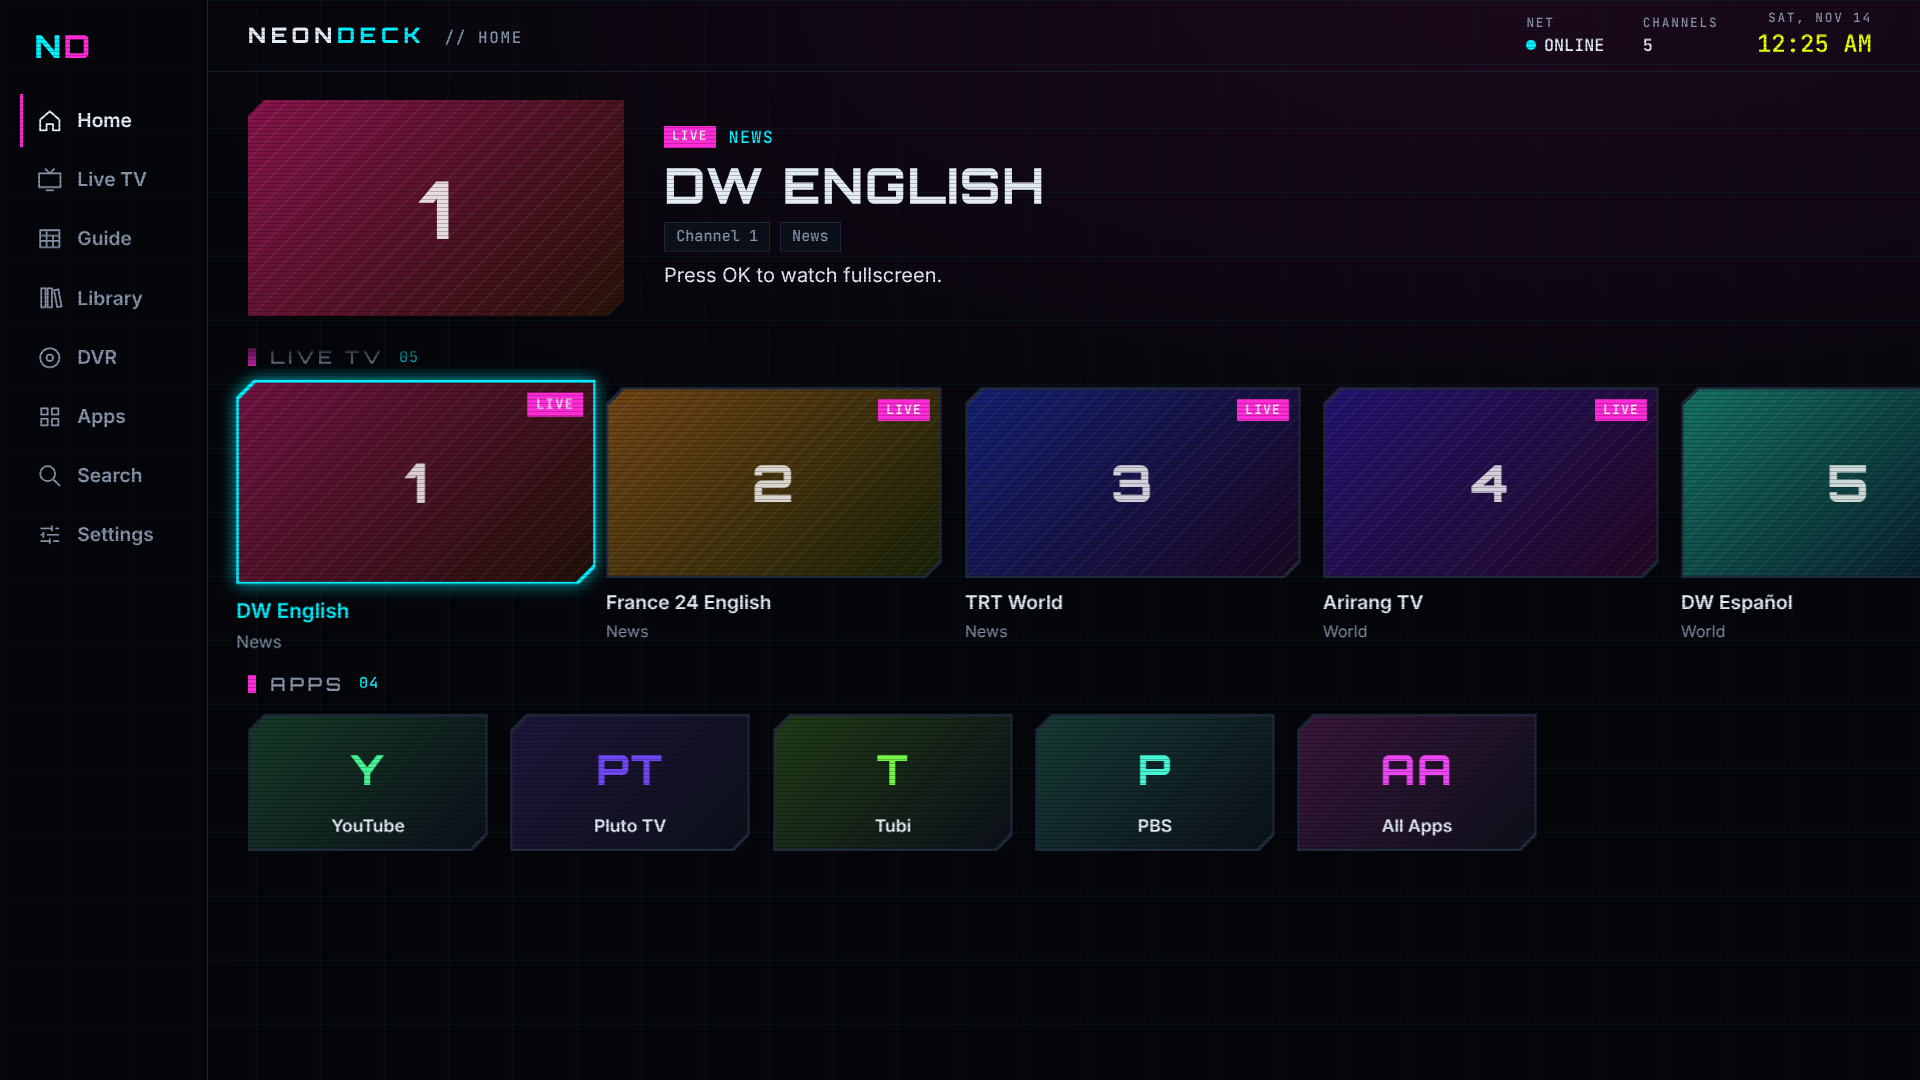 ND
Home
Live TV
Guide
Library
DVR
Apps
Search
Settings
NEONDECK // HOME
NET
ONLINE
CHANNELS
5
SAT, NOV 14
12:25 AM
1
LIVE NEWS
DW ENGLISH
Channel 1 News
Press OK to watch fullscreen.
LIVE TV 05
LIVE
1
DW English
News
LIVE
2
France 24 English
News
LIVE
3
TRT World
News
LIVE
4
Arirang TV
World
5
DW Español
World
APPS 04
Y
YouTube
PT
Pluto TV
T
Tubi
P
PBS
AA
All Apps